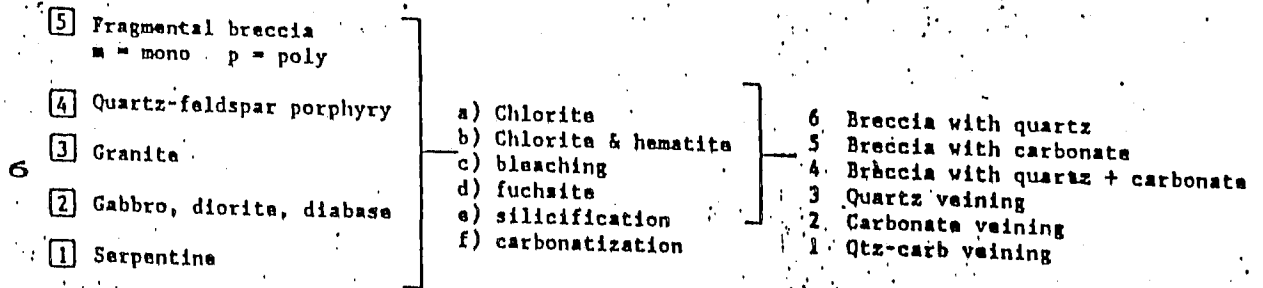 5 Fragmental breccia
m = mono p = poly
4 Quartz-feldspar porphyry
3 Granite
6
2 Gabbro, diorite, diabase
1 Serpentine
a) Chlorite
b) Chlorite & hematite
c) bleaching
d) fuchsite
e) silicification
f) carbonatization
6 Breccia with quartz
5 Breccia with carbonate
4. Breccia with quartz + carbonate
3 Quartz veining
2. Carbonate veining
1. Qtz-carb veining